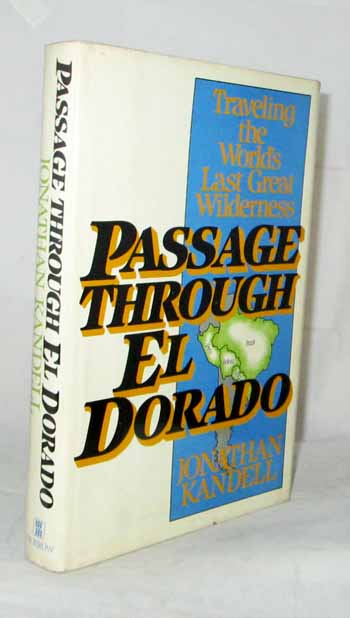 PASSAGE THROUGH EL DORADO
JONATHAN KANDELL
MORROW
Traveling
the
World's
Last Great
Wilderness
PASSAGE
THROUGH
EL
DORADO
JONATHAN
KANDELL